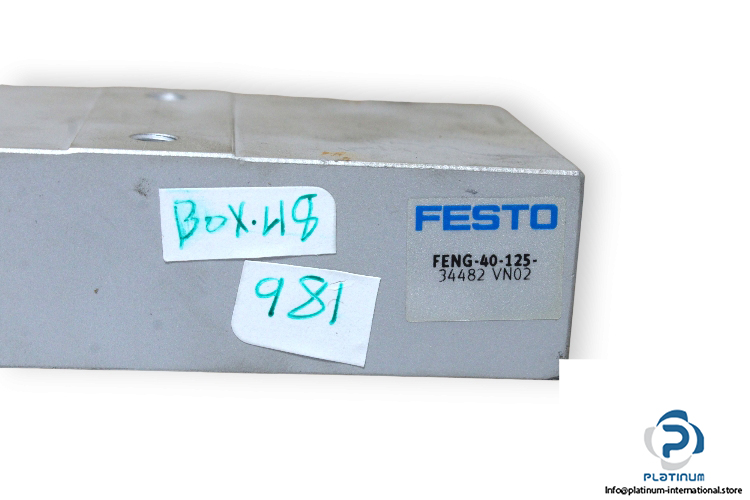 BOX.48
981
FESTO
FENG-40-125-
34482 VN02
PLATINUM
Info@platinum-international.store